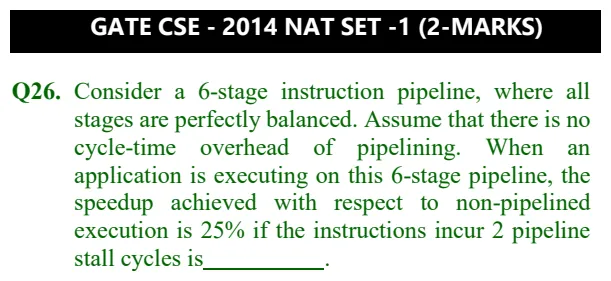 GATE CSE - 2014 NAT SET -1 (2-MARKS)
Q26. Consider a 6-stage instruction pipeline, where all
stages are perfectly balanced. Assume that there is no
cycle-time overhead of pipelining. When an
application is executing on this 6-stage pipeline, the
speedup achieved with respect to non-pipelined
execution is 25% if the instructions incur 2 pipeline
stall cycles is__________.